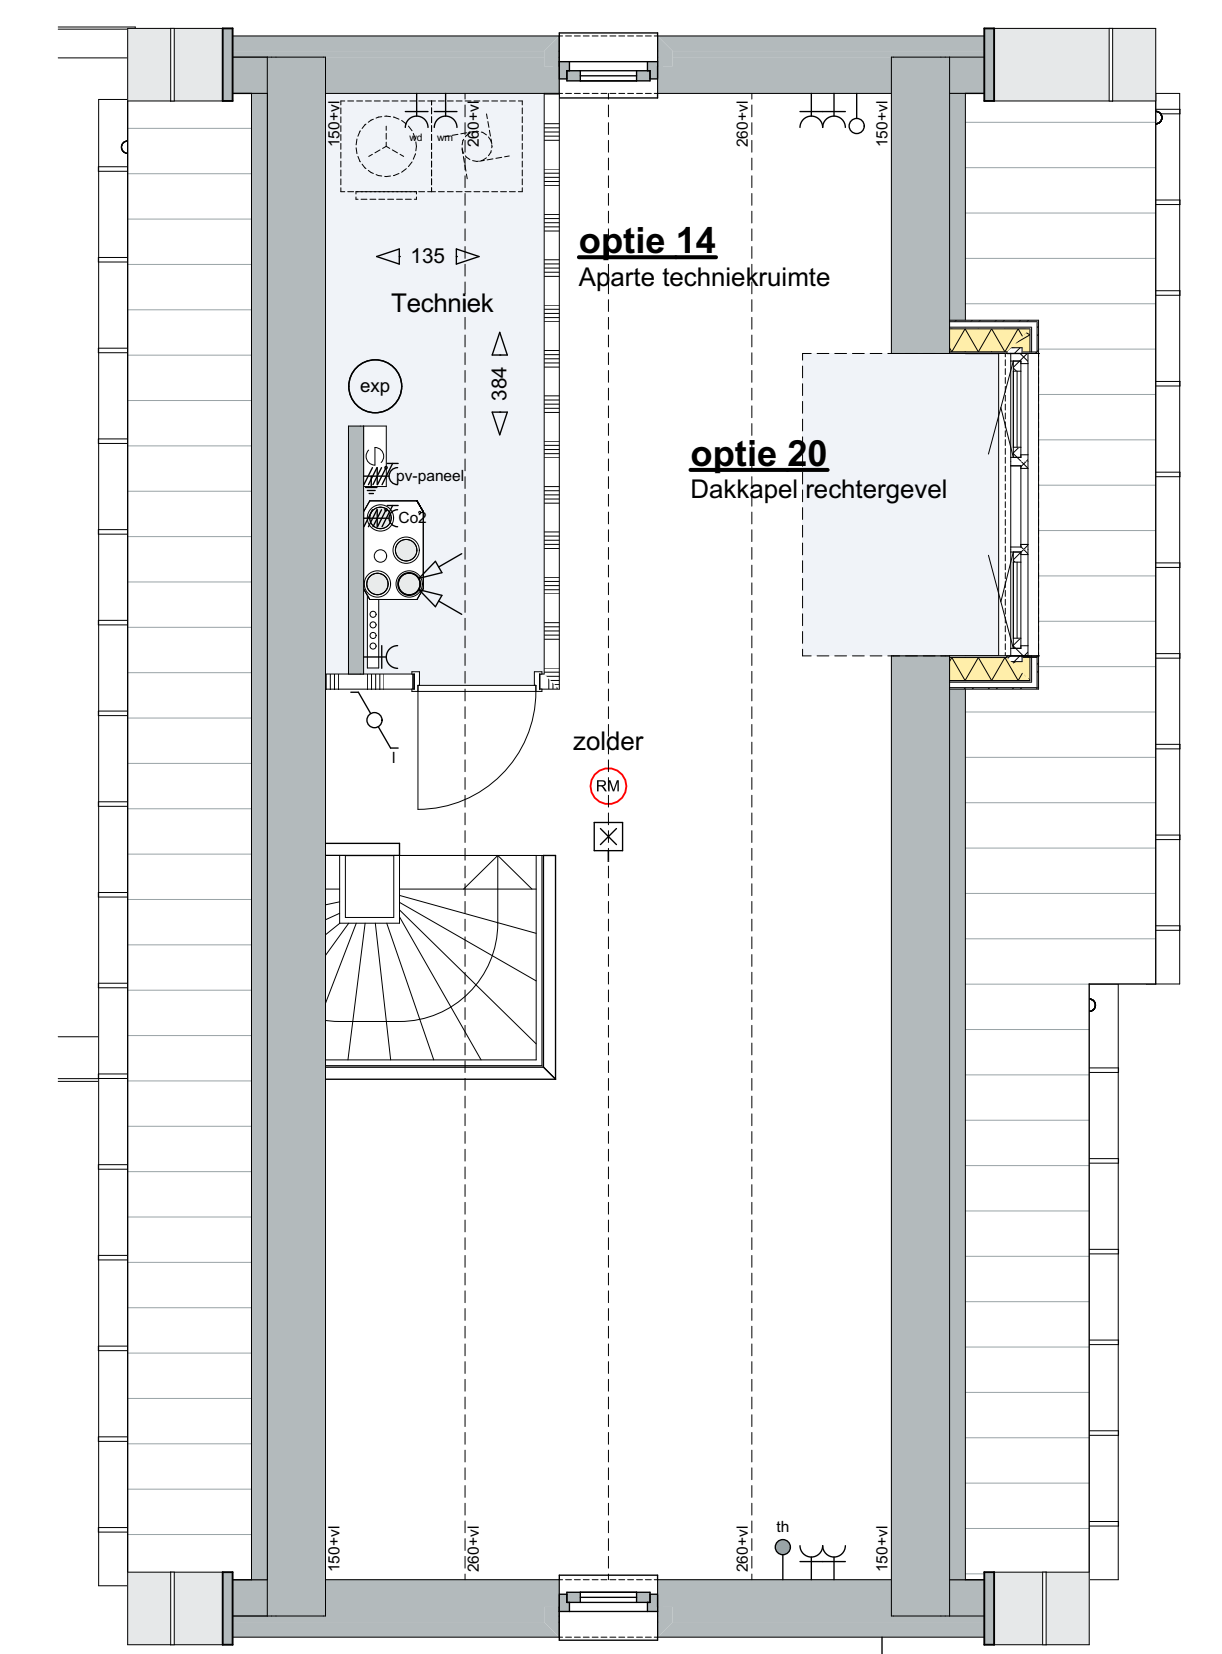 150+vl
wd
wm
260+vl
260+vl
150+vl
optie 14
Aparte techniekruimte
135
Techniek
384
exp
optie 20
Dakkapel rechtergevel
pv-paneel
Co2
zolder
RM
150+vl
260+vl
260+vl
th
150+vl